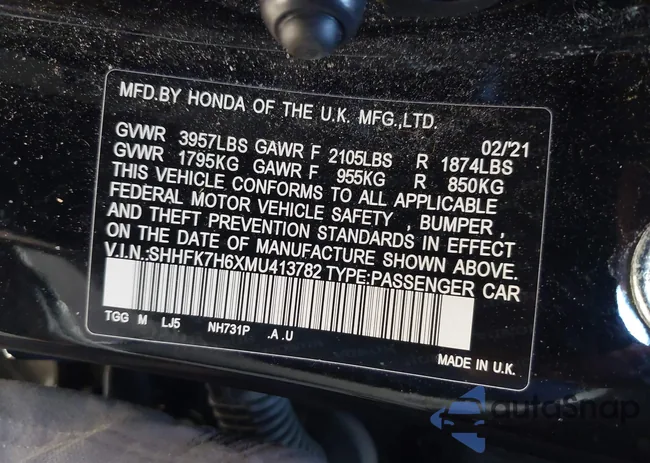 MFD.BY HONDA OF THE U.K. MFG.,LTD.
02/'21
GVWR 3957LBS GAWR F 2105LBS R 1874LBS
GVWR 1795KG GAWR F 955KG R 850KG
THIS VEHICLE CONFORMS TO ALL APPLICABLE
FEDERAL MOTOR VEHICLE SAFETY , BUMPER ,
AND THEFT PREVENTION STANDARDS IN EFFECT
ON THE DATE OF MANUFACTURE SHOWN ABOVE.
V.I.N.:SHHFK7H6XMU413782 TYPE:PASSENGER CAR
TGG M LJ5 NH731P .A.U
MADE IN U.K.
autoSnap